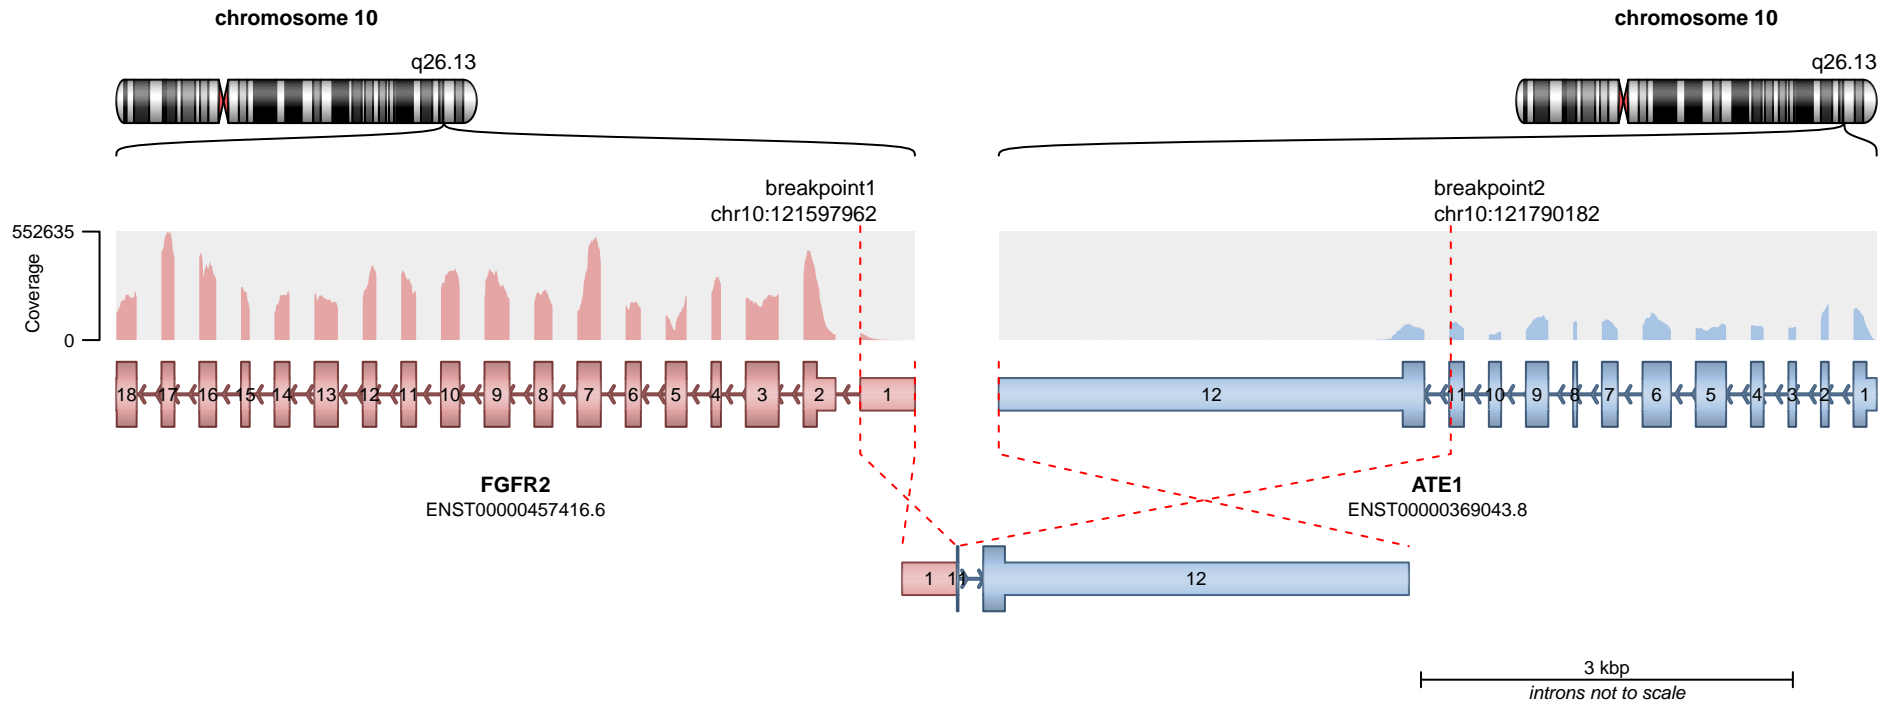 chromosome 10
chromosome 10
q26.13
q26.13
breakpoint1
chr10:121597962
breakpoint2
chr10:121790182
552635
Coverage
0
18 17 16 15 14 13 12 11 10 9 8 7 6 5 4 3 2 1
12 11 10 9 8 7 6 5 4 3 2 1
FGFR2
ENST00000457416.6
ATE1
ENST00000369043.8
1 11 12
3 kbp
introns not to scale